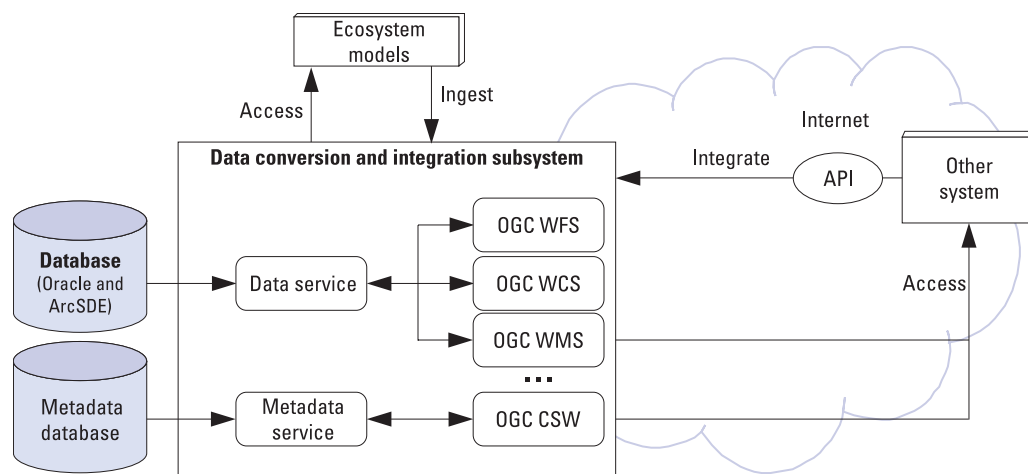 Ecosystem
models
Access
Ingest
Internet
Data conversion and integration subsystem
Integrate
API
Other
system
OGC WFS
Database
(Oracle and
ArcSDE)
Data service
OGC WCS
Access
OGC WMS
...
Metadata
database
Metadata
service
OGC CSW